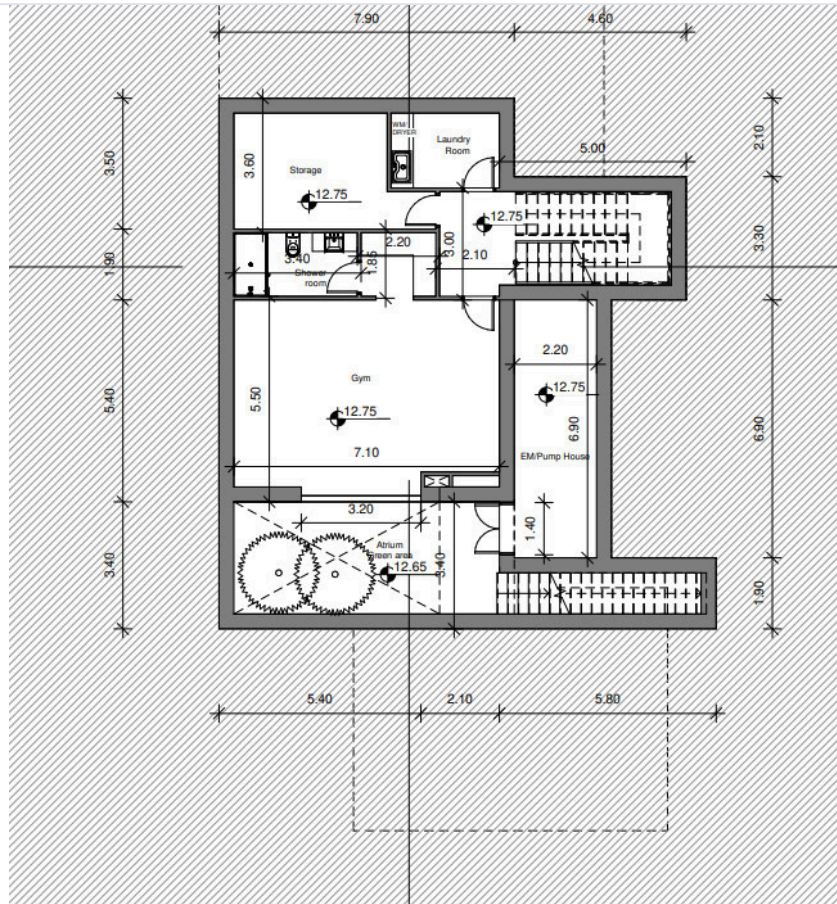 7.90
4.60
WM/
DRYER
Laundry
Room
3.50
2.10
5.00
3.60
Storage
12.75
12.75
2.20
3.00
3.30
1.90
3.40
1.85
2.10
Shower
room
2.20
Gym
12.75
5.40
5.50
12.75
6.90
6.90
7.10
EM/Pump House
3.20
1.40
Atrium
Green area
3.40
12.65
3.40
1.90
5.40
2.10
5.80